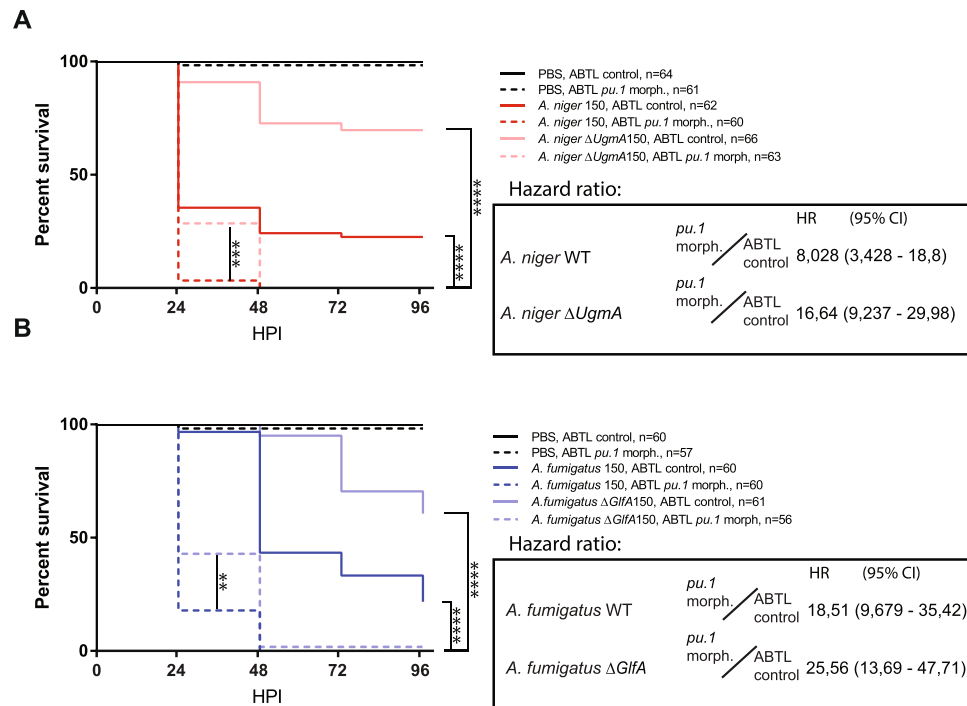 A
Percent survival
100
50
0
0 24 48 72 96
HPI
***
****
****
PBS, ABTL control, n=64
PBS, ABTL pu.1 morph., n=61
A. niger 150, ABTL control, n=62
A. niger 150, ABTL pu.1 morph., n=60
A. niger ΔUgmA150, ABTL control, n=66
A. niger ΔUgmA150, ABTL pu.1 morph, n=63
Hazard ratio:
HR (95% CI)
A. niger WT pu.1 morph. / ABTL control 8,028 (3,428 - 18,8)
A. niger ΔUgmA pu.1 morph. / ABTL control 16,64 (9,237 - 29,98)
B
Percent survival
100
50
0
0 24 48 72 96
HPI
**
****
****
PBS, ABTL control, n=60
PBS, ABTL pu.1 morph., n=57
A. fumigatus 150, ABTL control, n=60
A. fumigatus 150, ABTL pu.1 morph., n=60
A.fumigatus ΔGlfA150, ABTL control, n=61
A. fumigatus ΔGlfA150, ABTL pu.1 morph, n=56
Hazard ratio:
HR (95% CI)
A. fumigatus WT pu.1 morph. / ABTL control 18,51 (9,679 - 35,42)
A. fumigatus ΔGlfA pu.1 morph. / ABTL control 25,56 (13,69 - 47,71)